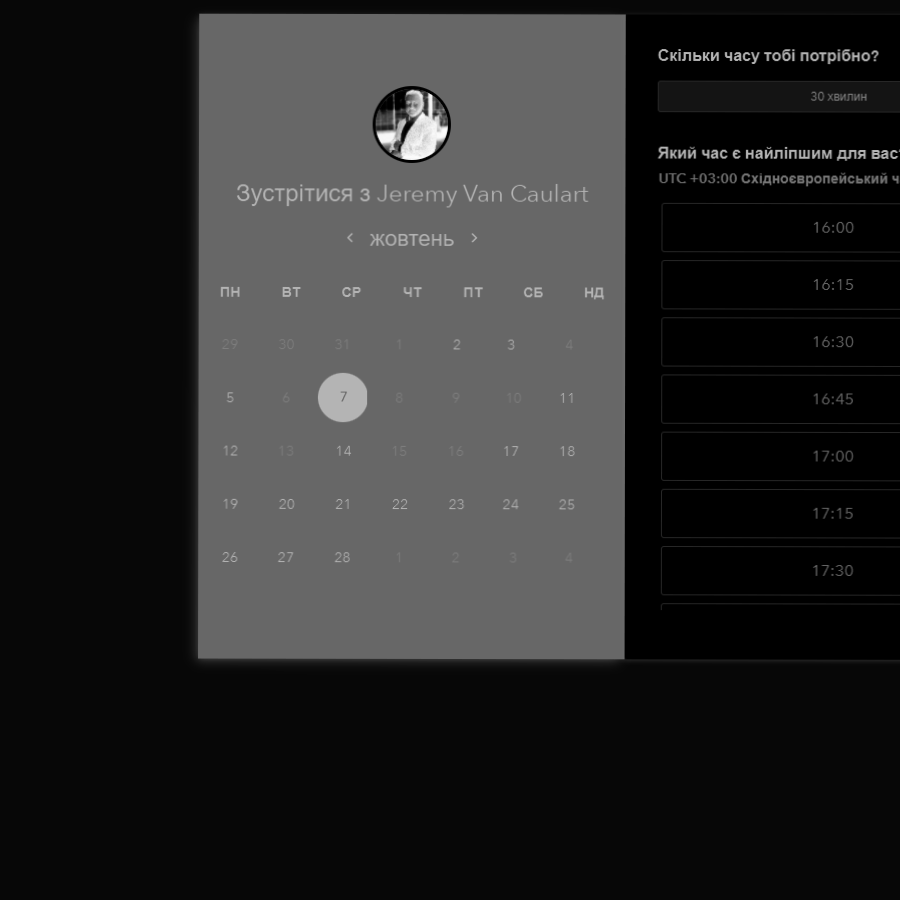 Зустрітися з Jeremy Van Caulart
жовтень
ПН ВТ СР ЧТ ПТ СБ НД
29 30 31 1 2 3 4
5 6 7 8 9 10 11
12 13 14 15 16 17 18
19 20 21 22 23 24 25
26 27 28 1 2 3 4
Скільки часу тобі потрібно?
30 хвилин
Який час є найліпшим для вас
UTC +03:00 Східноєвропейський ч
16:00
16:15
16:30
16:45
17:00
17:15
17:30